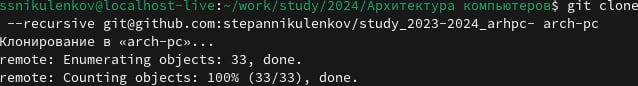 ssnikulenkov@localhost-live:~/work/study/2024/Архитектура компьютеров$ git clone
--recursive git@github.com:stepannikulenkov/study_2023-2024_arhpc- arch-pc
Клонирование в «arch-pc»...
remote: Enumerating objects: 33, done.
remote: Counting objects: 100% (33/33), done.